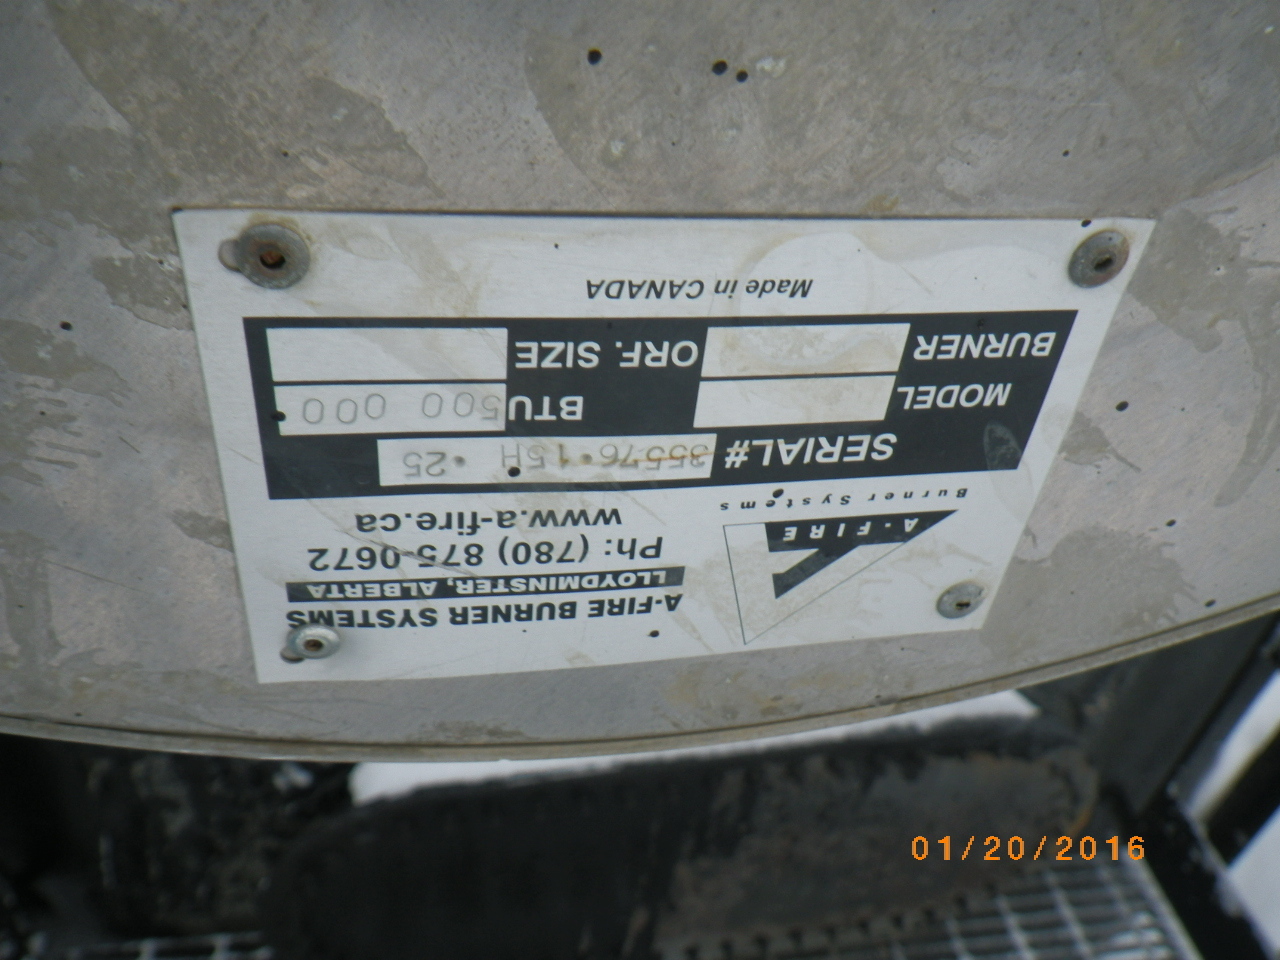 A-FIRE
Burner Systems
A-FIRE BURNER SYSTEMS
LLOYDMINSTER, ALBERTA
Ph: (780) 875-0672
www.a-fire.ca
SERIAL# 35576•15H •25
MODEL
BTU 500 000
BURNER
ORF. SIZE
Made in CANADA
01/20/2016